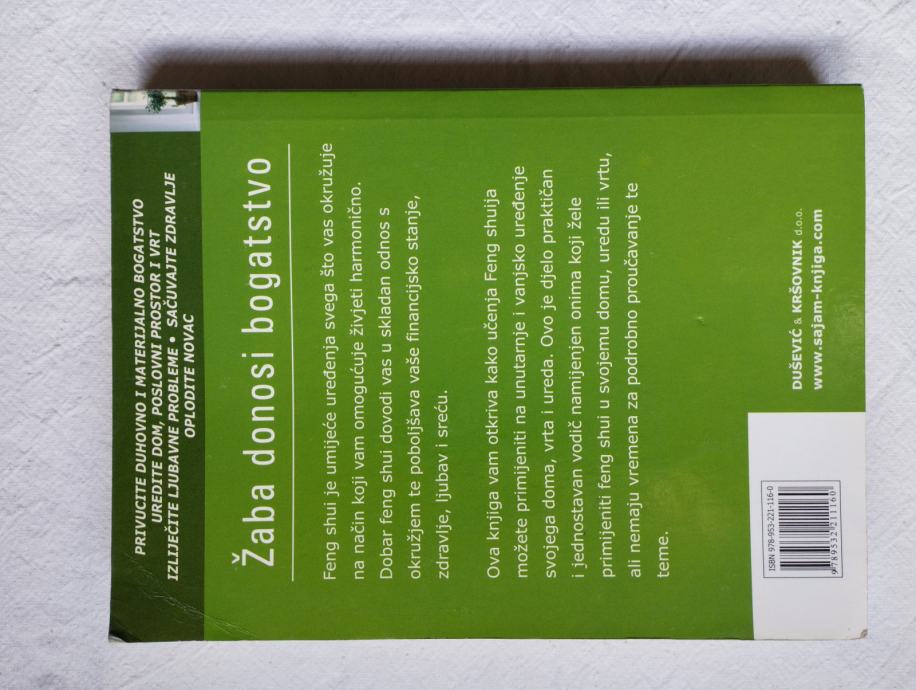 PRIVUCITE DUHOVNO I MATERIJALNO BOGATSTVO
UREDITE DOM, POSLOVNI PROSTOR I VRT
IZLIJEČITE LJUBAVNE PROBLEME • SAČUVAJTE ZDRAVLJE
OPLODITE NOVAC
Žaba donosi bogatstvo
Feng shui je umijeće uređenja svega što vas okružuje
na način koji vam omogućuje živjeti harmonično.
Dobar feng shui dovodi vas u skladan odnos s
okružjem te poboljšava vaše financijsko stanje,
zdravlje, ljubav i sreću.
Ova knjiga vam otkriva kako učenja Feng shuija
možete primijeniti na unutarnje i vanjsko uređenje
svojega doma, vrta i ureda. Ovo je djelo praktičan
i jednostavan vodič namijenjen onima koji žele
primijeniti feng shui u svojemu domu, uredu ili vrtu,
ali nemaju vremena za podrobno proučavanje te
teme.
DUŠEVIĆ & KRŠOVNIK d.o.o.
www.sajam-knjiga.com
ISBN 978-953-221-116-0
9789532211160